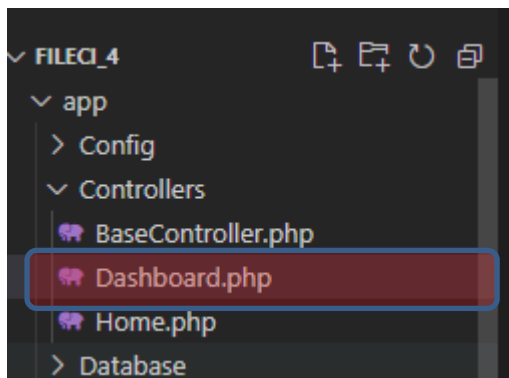 FILECI_4
app
Config
Controllers
BaseController.php
Dashboard.php
Home.php
Database